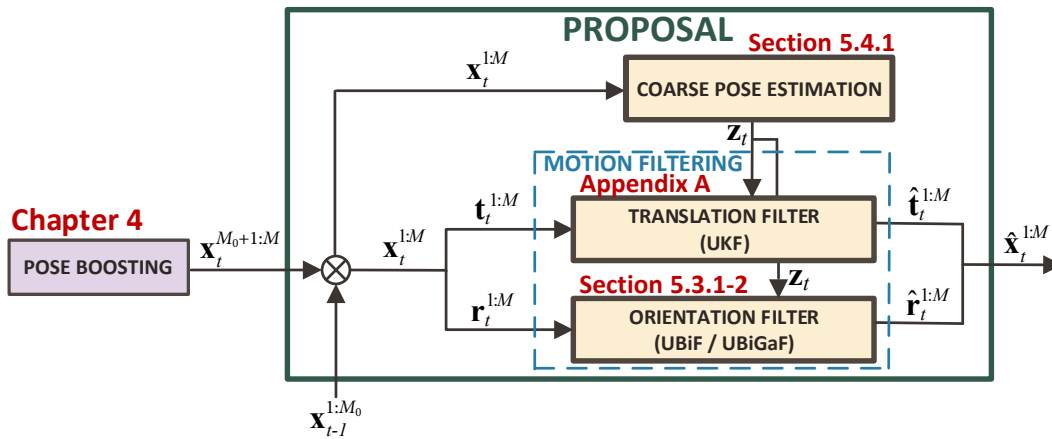 PROPOSAL
Section 5.4.1
x_t^{1:M}
COARSE POSE ESTIMATION
z_t
MOTION FILTERING
Appendix A
Chapter 4
t_t^{1:M}
TRANSLATION FILTER
(UKF)
t̂_t^{1:M}
POSE BOOSTING
x_t^{M_0+1:M}
x_t^{1:M}
x̂_t^{1:M}
z_t
Section 5.3.1-2
r_t^{1:M}
ORIENTATION FILTER
(UBiF / UBiGaF)
r̂_t^{1:M}
x_{t-1}^{1:M_0}